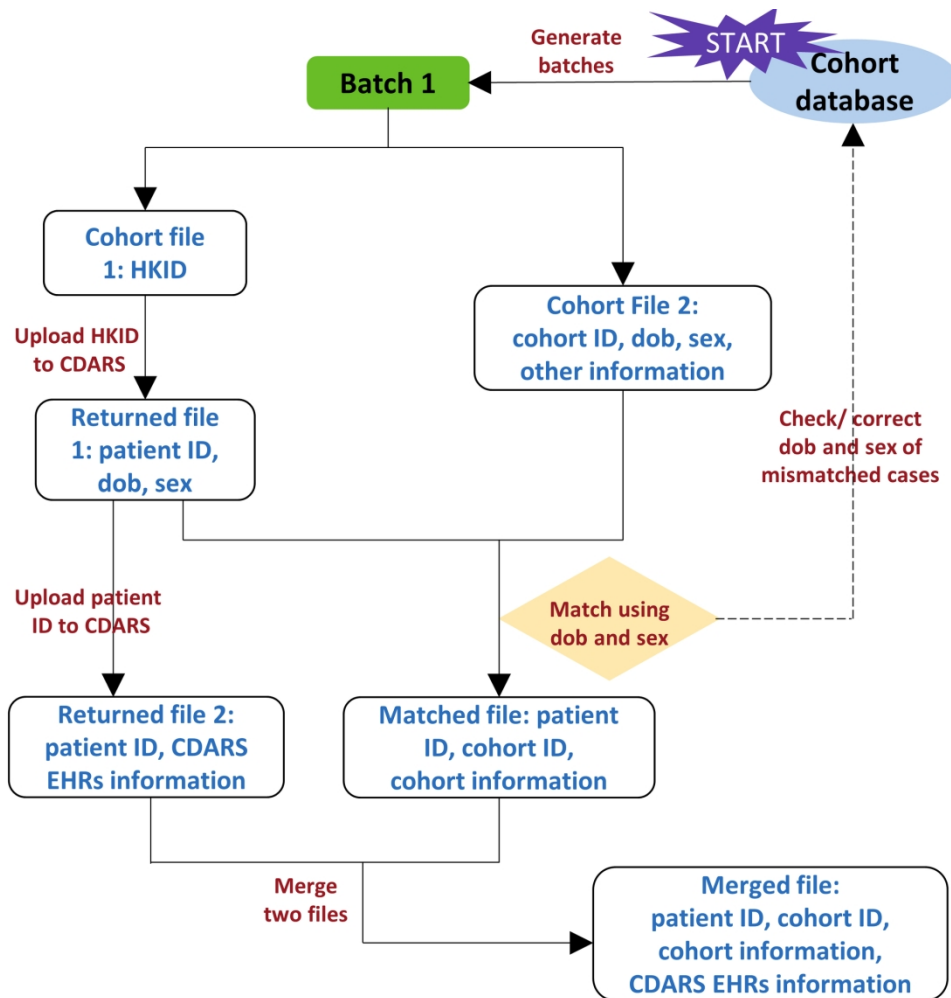 START
Cohort
database
Generate
batches
Batch 1
Cohort file
1: HKID
Cohort File 2:
cohort ID, dob, sex,
other information
Upload HKID
to CDARS
Returned file
1: patient ID,
dob, sex
Check/ correct
dob and sex of
mismatched cases
Upload patient
ID to CDARS
Match using
dob and sex
Returned file 2:
patient ID, CDARS
EHRs information
Matched file: patient
ID, cohort ID,
cohort information
Merge
two files
Merged file:
patient ID, cohort ID,
cohort information,
CDARS EHRs information